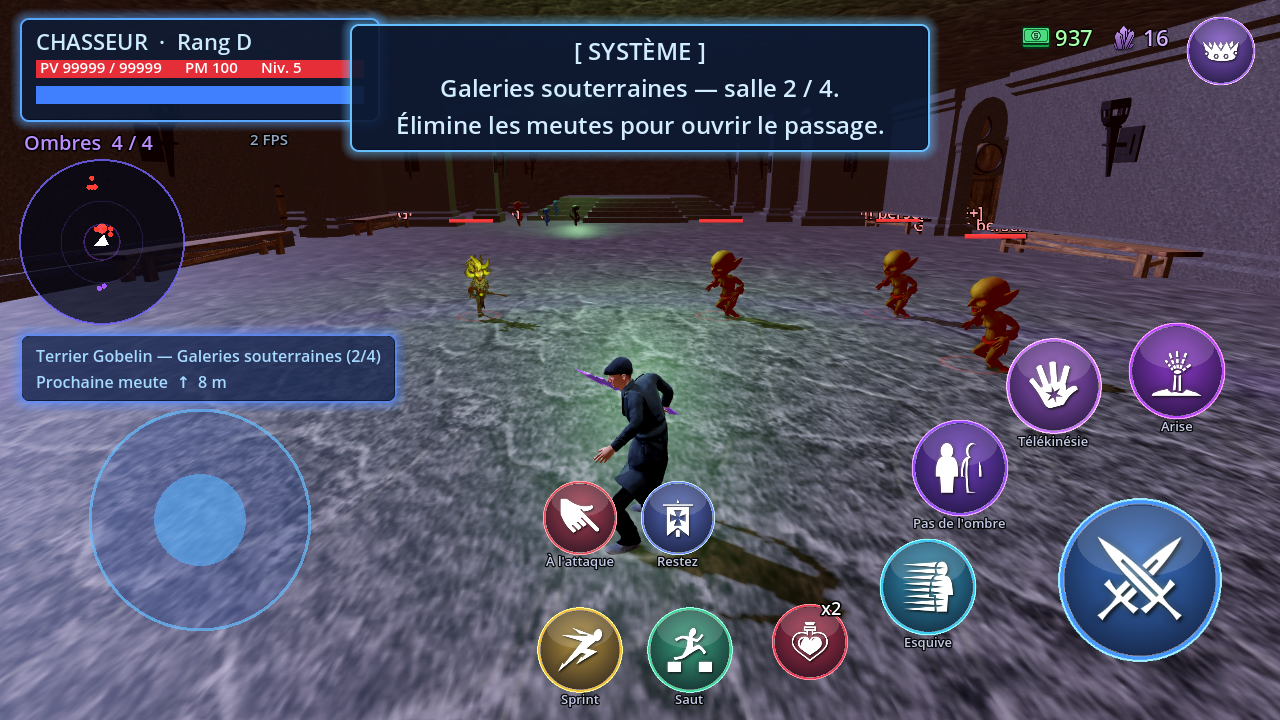 CHASSEUR · Rang D
PV 99999 / 99999 PM 100 Niv. 5
[ SYSTÈME ]
Galeries souterraines — salle 2 / 4.
Élimine les meutes pour ouvrir le passage.
937
16
Ombres 4 / 4
2 FPS
Terrier Gobelin — Galeries souterraines (2/4)
Prochaine meute ↑ 8 m
Télékinésie
Arise
Pas de l'ombre
À l'attaque
Restez
x2
Esquive
Sprint
Saut